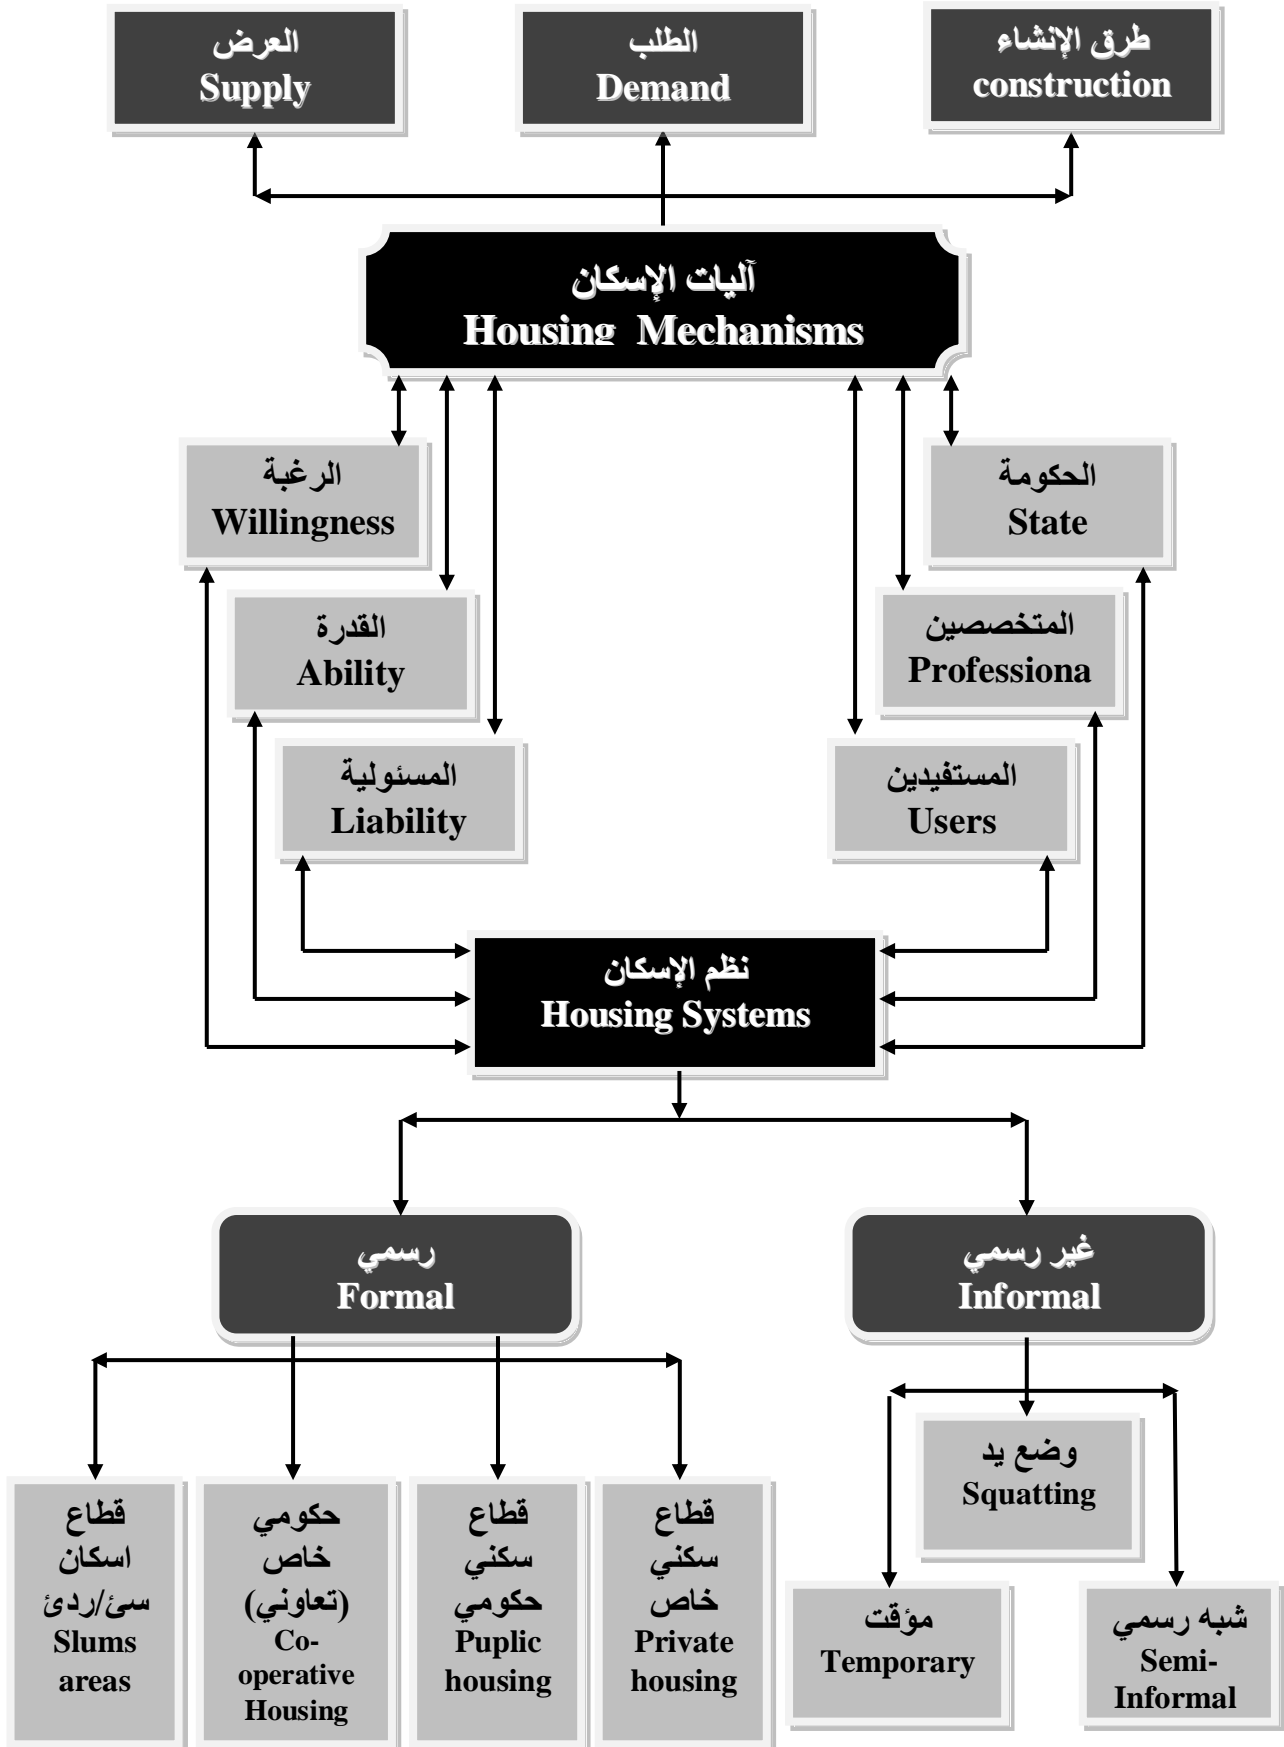 العرض
Supply
الطلب
Demand
طرق الإنشاء
construction
آليات الإسكان
Housing Mechanisms
الرغبة
Willingness
الحكومة
State
القدرة
Ability
المتخصصين
Professiona
المسئولية
Liability
المستفيدين
Users
نظم الإسكان
Housing Systems
رسمي
Formal
غير رسمي
Informal
قطاع
اسكان
سئ/ردئ
Slums
areas
حكومي
خاص
(تعاوني)
Co-
operative
Housing
قطاع
سكني
حكومي
Puplic
housing
قطاع
سكني
خاص
Private
housing
وضع يد
Squatting
مؤقت
Temporary
شبه رسمي
Semi-
Informal